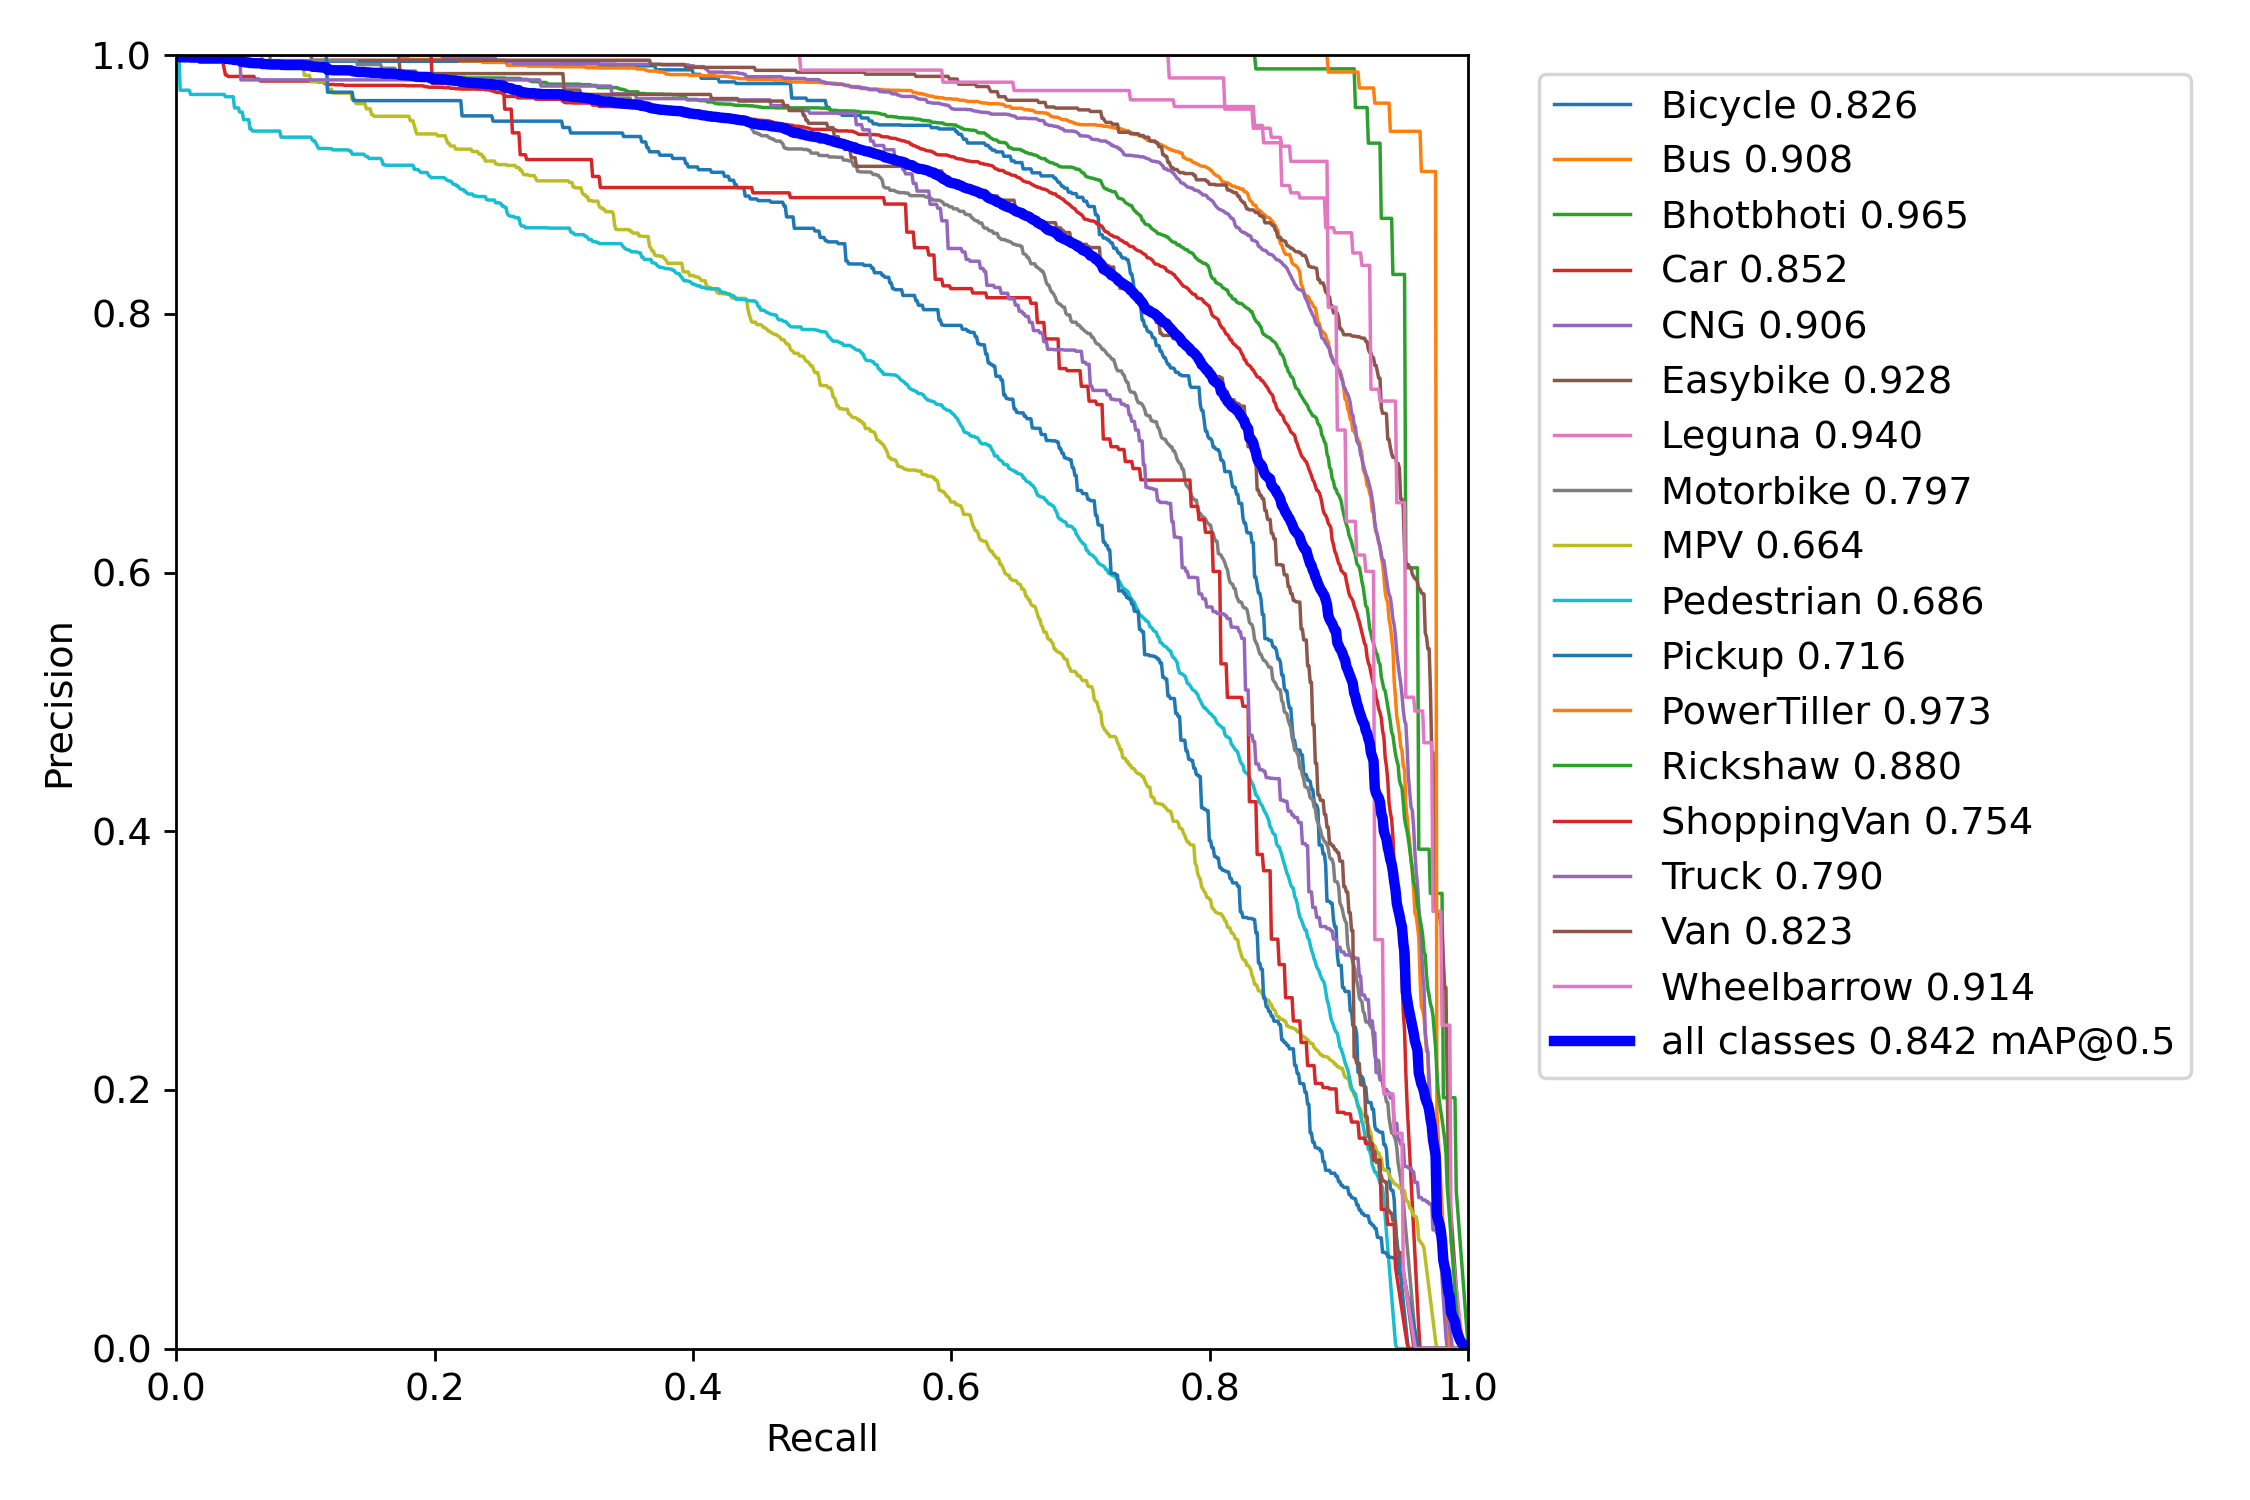 1.0
0.8
0.6
0.4
0.2
0.0
Precision
0.0 0.2 0.4 0.6 0.8 1.0
Recall
Bicycle 0.826
Bus 0.908
Bhotbhoti 0.965
Car 0.852
CNG 0.906
Easybike 0.928
Leguna 0.940
Motorbike 0.797
MPV 0.664
Pedestrian 0.686
Pickup 0.716
PowerTiller 0.973
Rickshaw 0.880
ShoppingVan 0.754
Truck 0.790
Van 0.823
Wheelbarrow 0.914
all classes 0.842 mAP@0.5